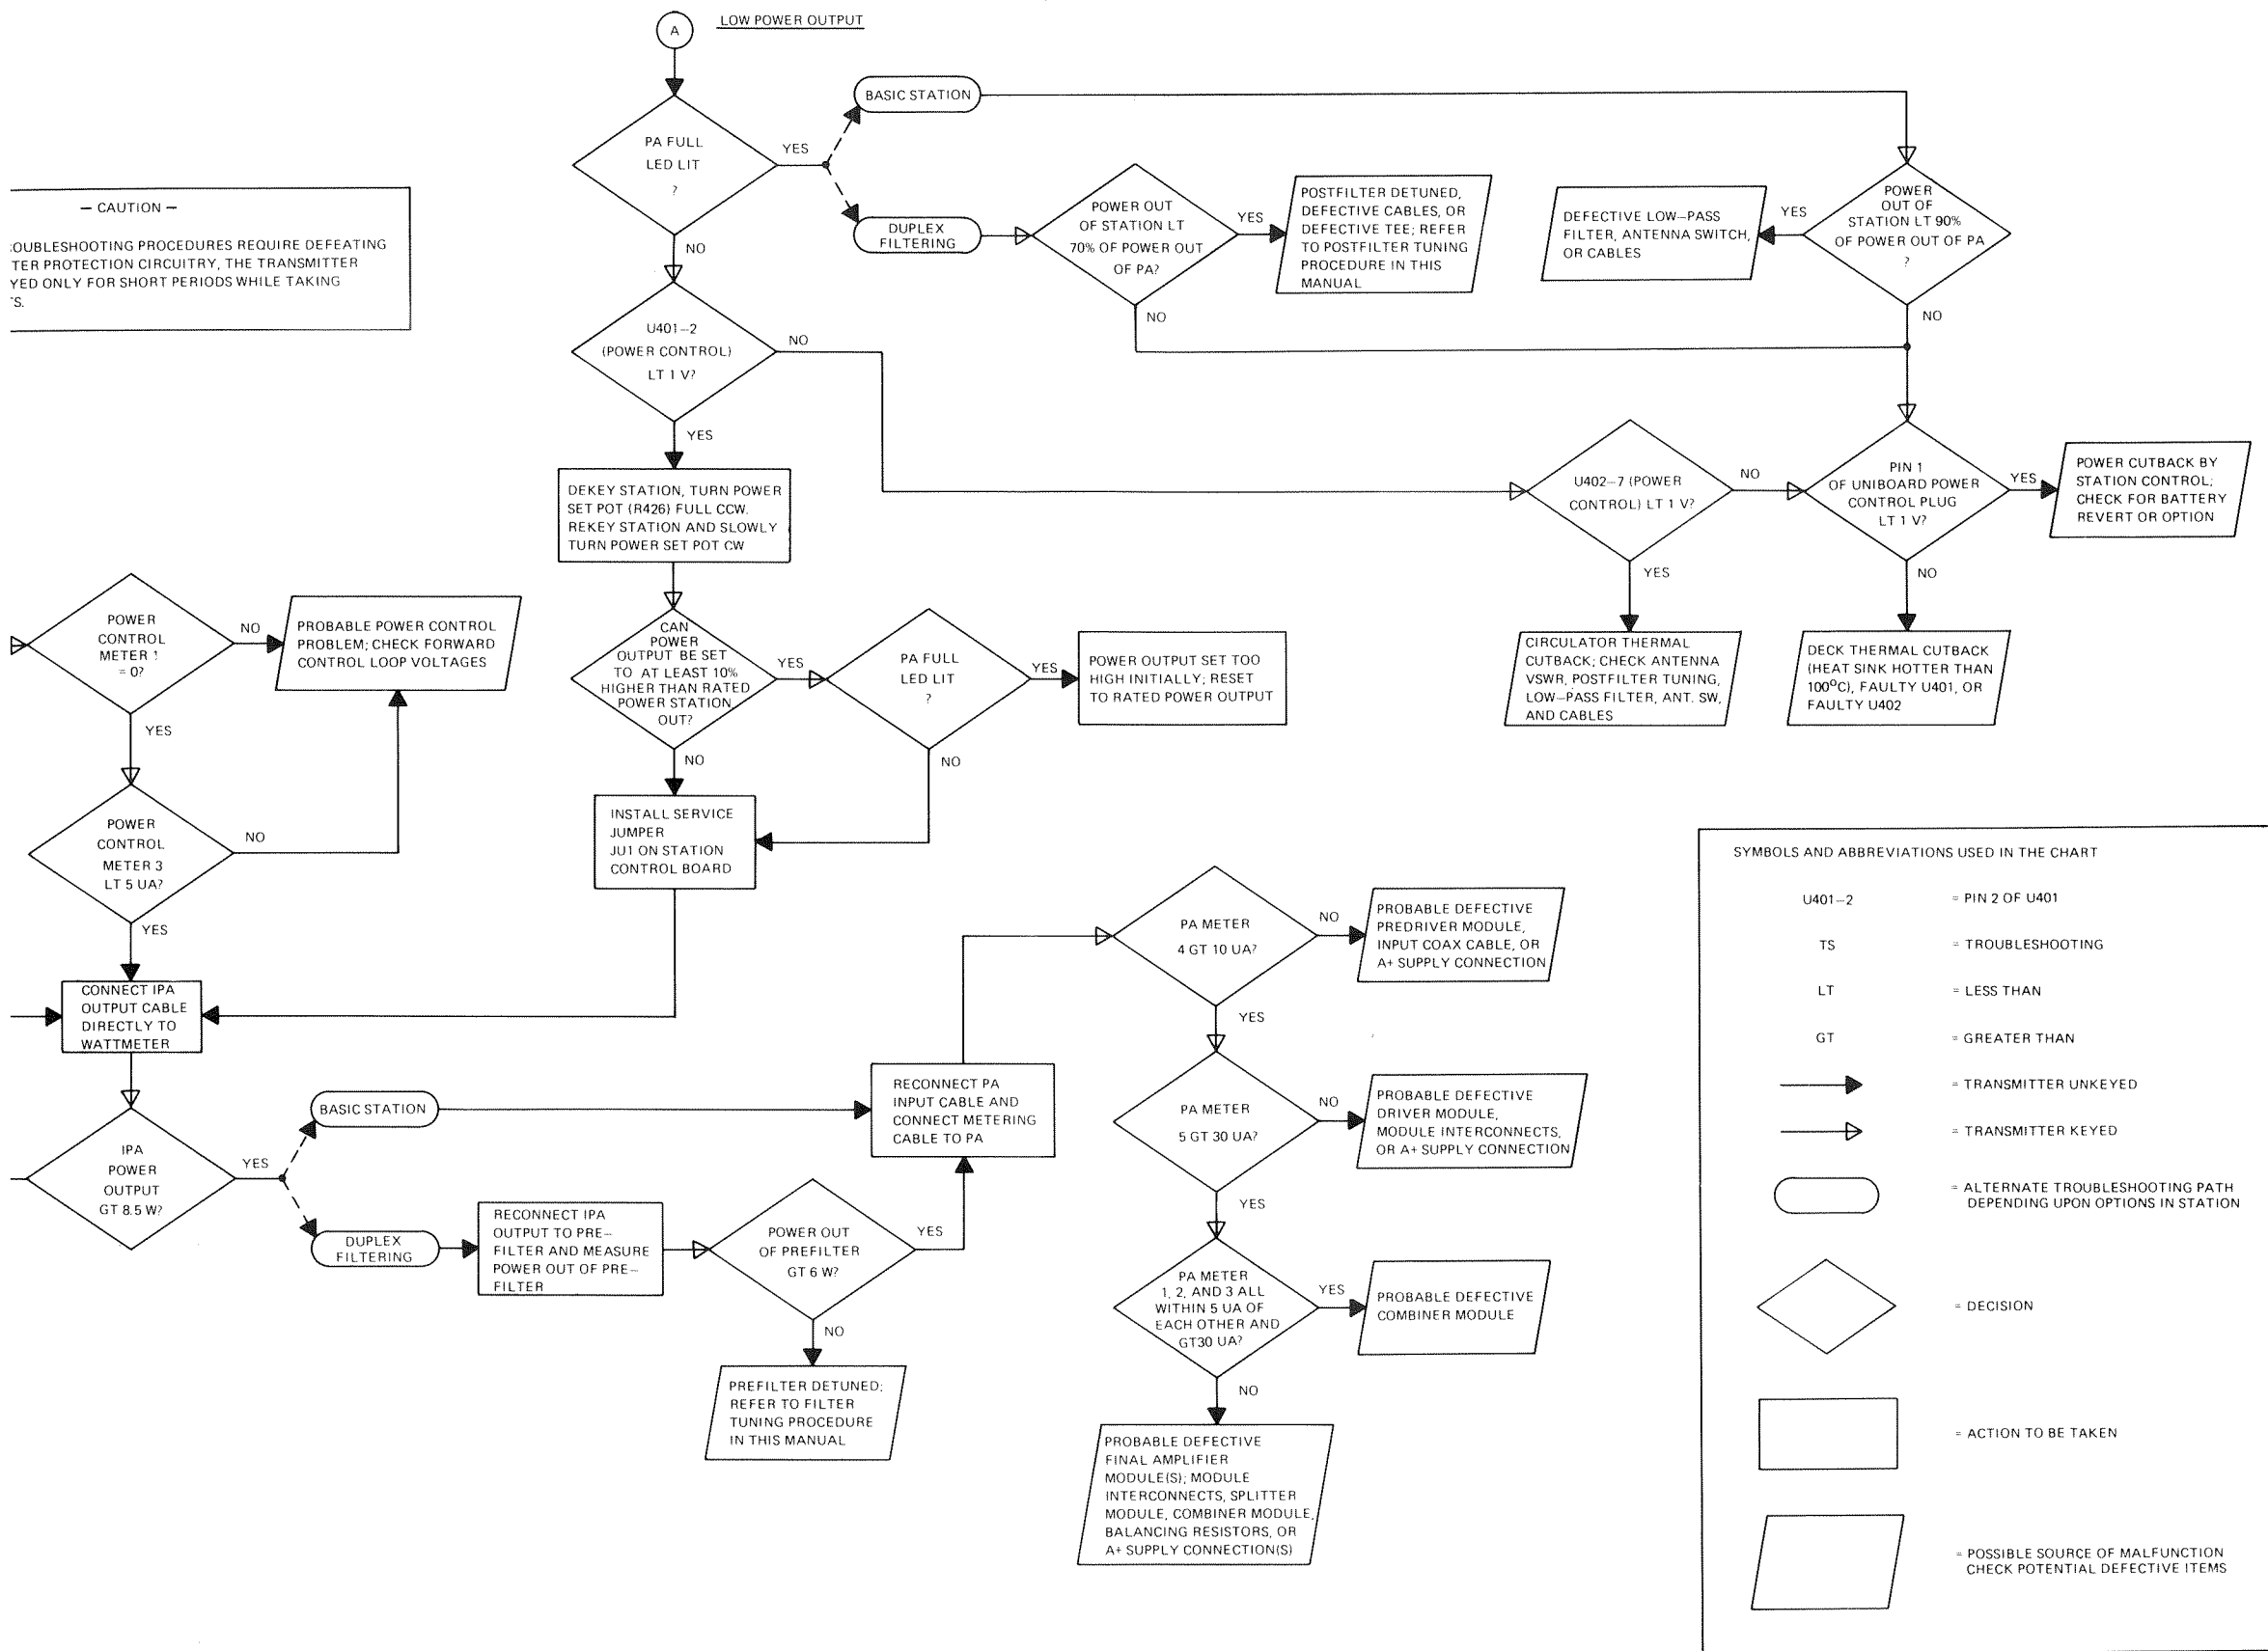 A
LOW POWER OUTPUT
PA FULL
LED LIT
?
YES
NO
BASIC STATION
DUPLEX
FILTERING
POWER OUT
OF STATION LT
70% OF POWER OUT
OF PA?
YES
NO
POSTFILTER DETUNED,
DEFECTIVE CABLES, OR
DEFECTIVE TEE; REFER
TO POSTFILTER TUNING
PROCEDURE IN THIS
MANUAL
DEFECTIVE LOW–PASS
FILTER, ANTENNA SWITCH,
OR CABLES
YES
POWER
OUT OF
STATION LT 90%
OF POWER OUT OF PA
?
NO
— CAUTION —
OUBLESHOOTING PROCEDURES REQUIRE DEFEATING
TER PROTECTION CIRCUITRY, THE TRANSMITTER
YED ONLY FOR SHORT PERIODS WHILE TAKING
'S.
U401–2
(POWER CONTROL)
LT 1 V?
NO
YES
DEKEY STATION, TURN POWER
SET POT (R426) FULL CCW.
REKEY STATION AND SLOWLY
TURN POWER SET POT CW
U402–7 (POWER
CONTROL) LT 1 V?
NO
YES
PIN 1
OF UNIBOARD POWER
CONTROL PLUG
LT 1 V?
YES
NO
POWER CUTBACK BY
STATION CONTROL;
CHECK FOR BATTERY
REVERT OR OPTION
CIRCULATOR THERMAL
CUTBACK; CHECK ANTENNA
VSWR, POSTFILTER TUNING,
LOW–PASS FILTER, ANT. SW,
AND CABLES
DECK THERMAL CUTBACK
(HEAT SINK HOTTER THAN
100°C), FAULTY U401, OR
FAULTY U402
POWER
CONTROL
METER 1
= 0?
NO
YES
PROBABLE POWER CONTROL
PROBLEM; CHECK FORWARD
CONTROL LOOP VOLTAGES
CAN
POWER
OUTPUT BE SET
TO AT LEAST 10%
HIGHER THAN RATED
POWER STATION
OUT?
YES
NO
PA FULL
LED LIT
?
YES
NO
POWER OUTPUT SET TOO
HIGH INITIALLY; RESET
TO RATED POWER OUTPUT
INSTALL SERVICE
JUMPER
JU1 ON STATION
CONTROL BOARD
POWER
CONTROL
METER 3
LT 5 UA?
NO
YES
CONNECT IPA
OUTPUT CABLE
DIRECTLY TO
WATTMETER
IPA
POWER
OUTPUT
GT 8.5 W?
YES
BASIC STATION
DUPLEX
FILTERING
RECONNECT IPA
OUTPUT TO PRE–
FILTER AND MEASURE
POWER OUT OF PRE–
FILTER
POWER OUT
OF PREFILTER
GT 6 W?
YES
NO
PREFILTER DETUNED;
REFER TO FILTER
TUNING PROCEDURE
IN THIS MANUAL
RECONNECT PA
INPUT CABLE AND
CONNECT METERING
CABLE TO PA
PA METER
4 GT 10 UA?
NO
YES
PROBABLE DEFECTIVE
PREDRIVER MODULE,
INPUT COAX CABLE, OR
A+ SUPPLY CONNECTION
PA METER
5 GT 30 UA?
NO
YES
PROBABLE DEFECTIVE
DRIVER MODULE,
MODULE INTERCONNECTS,
OR A+ SUPPLY CONNECTION
PA METER
1, 2, AND 3 ALL
WITHIN 5 UA OF
EACH OTHER AND
GT30 UA?
YES
NO
PROBABLE DEFECTIVE
COMBINER MODULE
PROBABLE DEFECTIVE
FINAL AMPLIFIER
MODULE(S); MODULE
INTERCONNECTS, SPLITTER
MODULE, COMBINER MODULE,
BALANCING RESISTORS, OR
A+ SUPPLY CONNECTION(S)
SYMBOLS AND ABBREVIATIONS USED IN THE CHART
U401–2 = PIN 2 OF U401
TS = TROUBLESHOOTING
LT = LESS THAN
GT = GREATER THAN
= TRANSMITTER UNKEYED
= TRANSMITTER KEYED
= ALTERNATE TROUBLESHOOTING PATH
DEPENDING UPON OPTIONS IN STATION
= DECISION
= ACTION TO BE TAKEN
= POSSIBLE SOURCE OF MALFUNCTION
CHECK POTENTIAL DEFECTIVE ITEMS